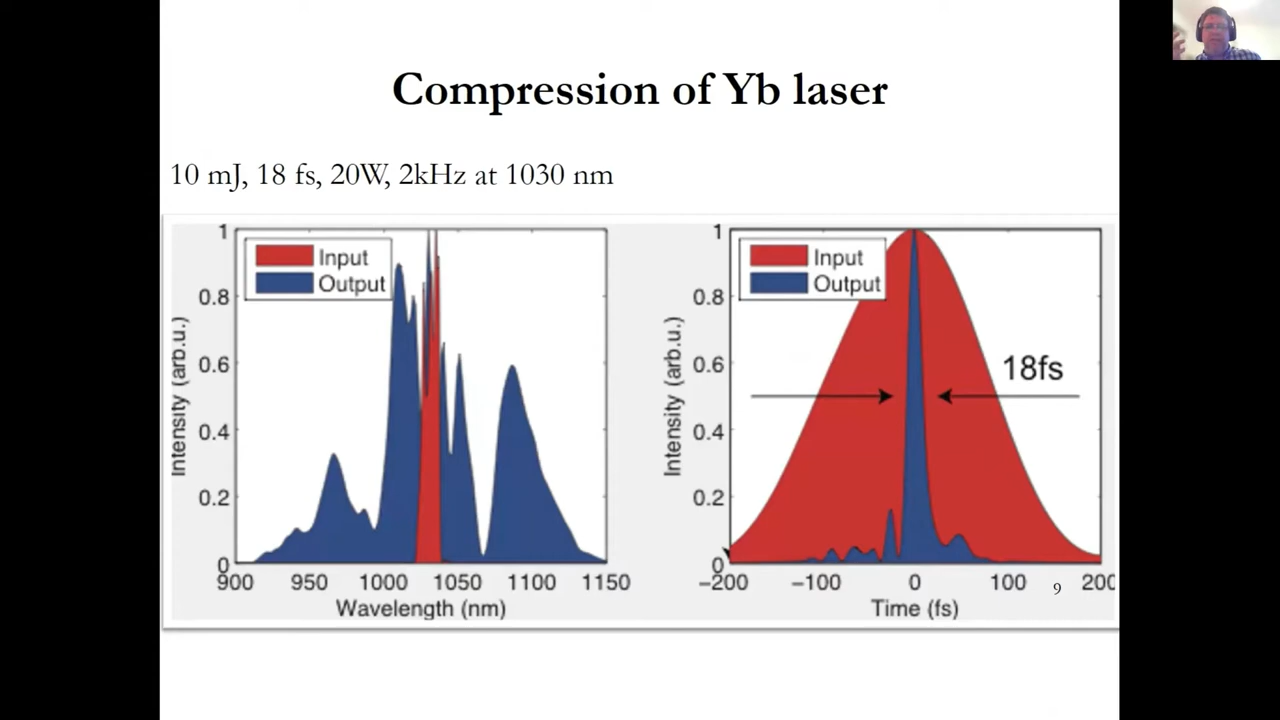 Compression of Yb laser
10 mJ, 18 fs, 20W, 2kHz at 1030 nm
Intensity (arb.u.)
1
0.8
0.6
0.4
0.2
0
Input
Output
900 950 1000 1050 1100 1150
Wavelength (nm)
Intensity (arb.u.)
1
0.8
0.6
0.4
0.2
0
Input
Output
18fs
−200 −100 0 100 200
Time (fs)
9